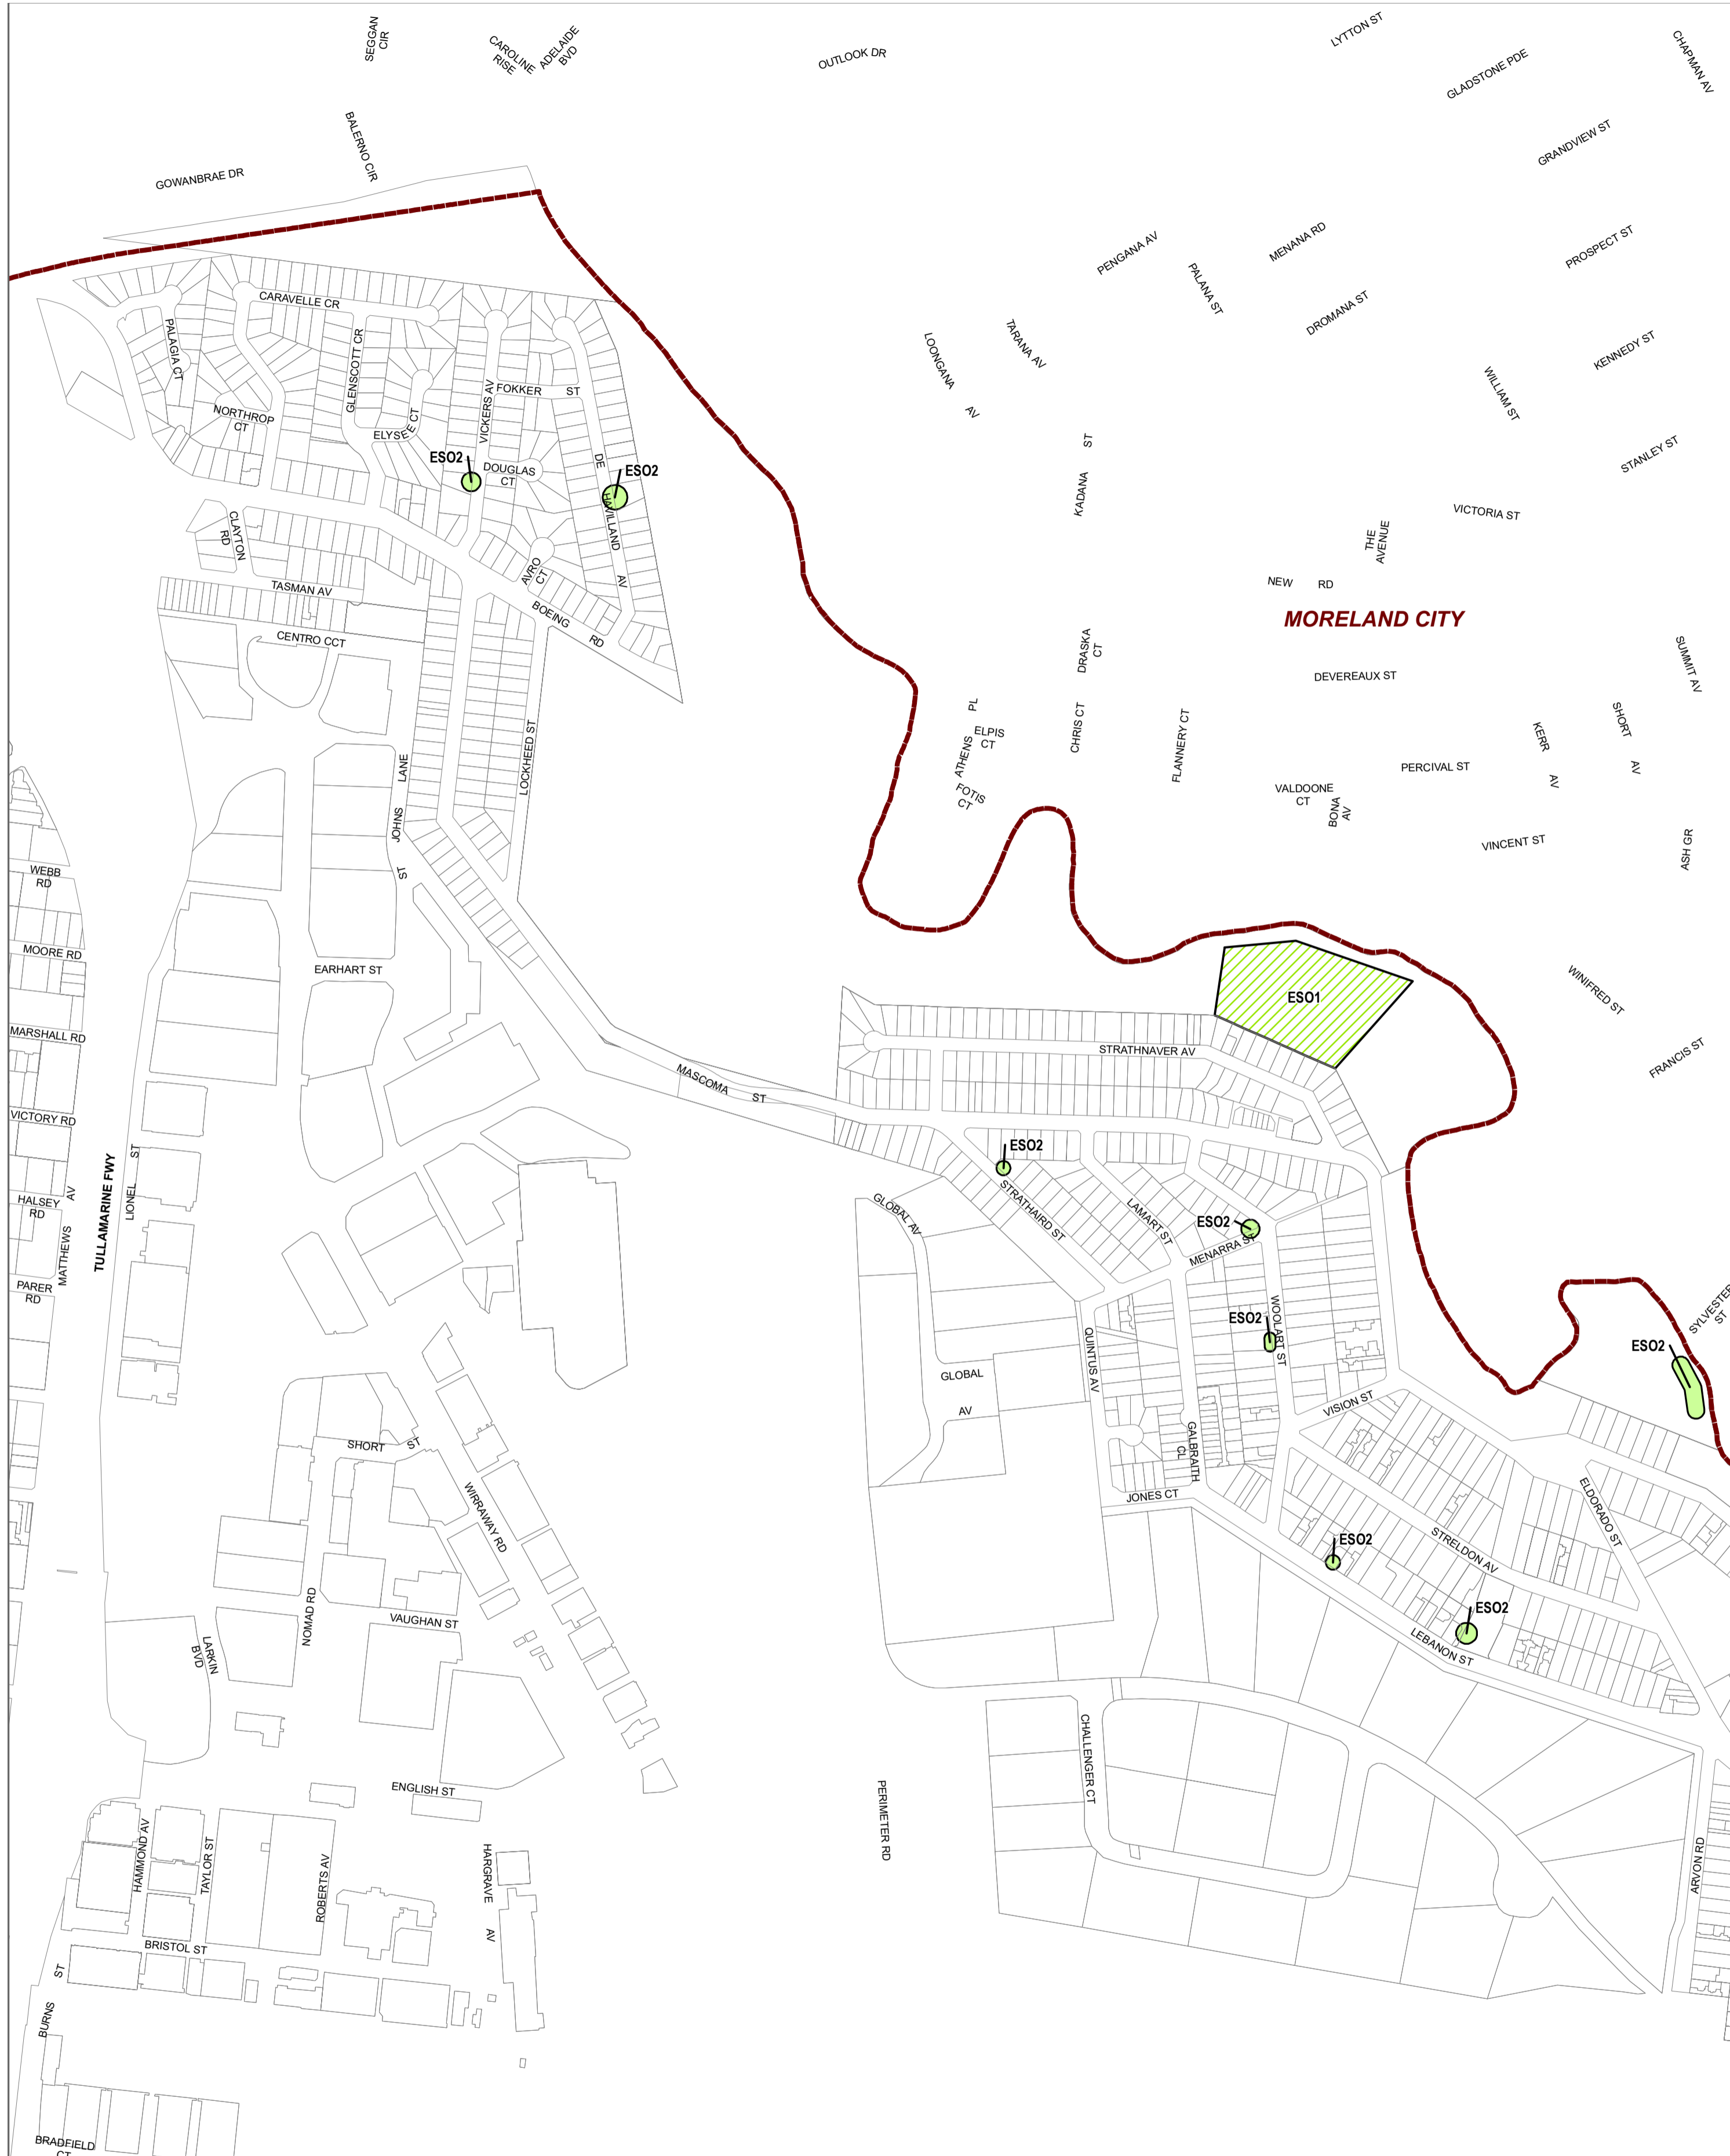 SEGGAN
CIR
CAROLINE
RISE
ADELAIDE
BVD
OUTLOOK DR
LYTTON ST
GLADSTONE PDE
CHAPMAN AV
GRANDVIEW ST
BALERNO CIR
GOWANBRAE DR
PENGANA AV
MENANA RD
PROSPECT ST
PALANA ST
DROMANA ST
CARAVELLE CR
PALAGIA CT
GLENSCOTT CR
LOONGANA
AV
TARANA AV
KENNEDY ST
WILLIAM ST
FOKKER ST
VICKERS AV
NORTHROP
CT
ELYSEE CT
KADANA ST
STANLEY ST
ESO2
DOUGLAS
CT
ESO2
DE
HAVILLAND
AV
VICTORIA ST
THE
AVENUE
CLAYTON
RD
AVRO
CT
TASMAN AV
NEW RD
BOEING RD
MORELAND CITY
CENTRO CCT
DRASKA
CT
SUMMIT AV
DEVEREAUX ST
ATHENS PL
ELPIS
CT
CHRIS CT
FLANNERY CT
KERR
AV
SHORT
AV
LOCKHEED ST
JOHNS LANE
ST
PERCIVAL ST
FOTIS
CT
VALDOONE
CT
BONA
AV
VINCENT ST
ASH GR
WEBB
RD
MOORE RD
EARHART ST
WINIFRED ST
ESO1
MARSHALL RD
STRATHNAVER AV
FRANCIS ST
MASCOMA ST
VICTORY RD
ESO2
LIONEL ST
TULLAMARINE FWY
HALSEY
RD
MATTHEWS AV
GLOBAL AV
STRATHAIRD ST
LAMART ST
ESO2
MENARRA ST
PARER
RD
ESO2
WOOLART ST
QUINTUS AV
SYLVESTER
ST
ESO2
GLOBAL
AV
VISION ST
SHORT ST
GALBRAITH
CL
WIRRAWAY RD
JONES CT
ELDORADO ST
ESO2
STRELDON AV
ESO2
NOMAD RD
VAUGHAN ST
LARKIN
BVD
LEBANON ST
CHALLENGER CT
ENGLISH ST
PERIMETER RD
HAMMOND AV
TAYLOR ST
ROBERTS AV
HARGRAVE
AV
ARVON RD
BRISTOL ST
BURNS ST
BRADFIELD
CT